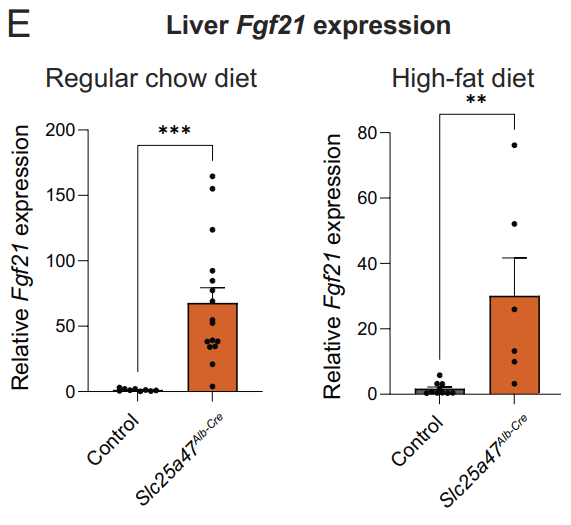 E
Liver Fgf21 expression
Regular chow diet
Relative Fgf21 expression
200
150
100
50
0
***
Control
Slc25a47Alb-Cre
High-fat diet
Relative Fgf21 expression
80
60
40
20
0
**
Control
Slc25a47Alb-Cre